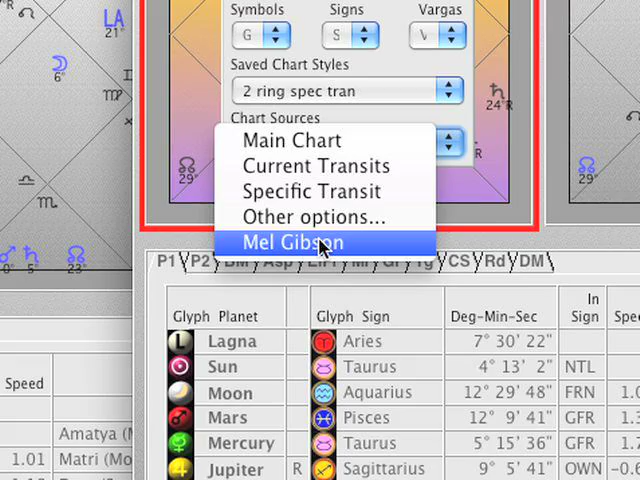 Symbols Signs Vargas
G S V
Saved Chart Styles
2 ring spec tran
Chart Sources
Main Chart
Current Transits
Specific Transit
Other options...
Mel Gibson
LA
21°
6°
24°R
29°
R
29°
0° 5° 23°
P1 P2 CS Rd DM
Glyph Planet Glyph Sign Deg-Min-Sec In Sign Spee
Lagna Aries 7° 30' 22"
Sun Taurus 4° 13' 2" NTL
Moon Aquarius 12° 29' 48" FRN 1.0
Mars Pisces 12° 9' 41" GFR 1.3
Mercury Taurus 5° 15' 36" GFR 1.7
Jupiter R Sagittarius 9° 5' 41" OWN -0.6
Speed
Amatya (M
1.01 Matri (Mo